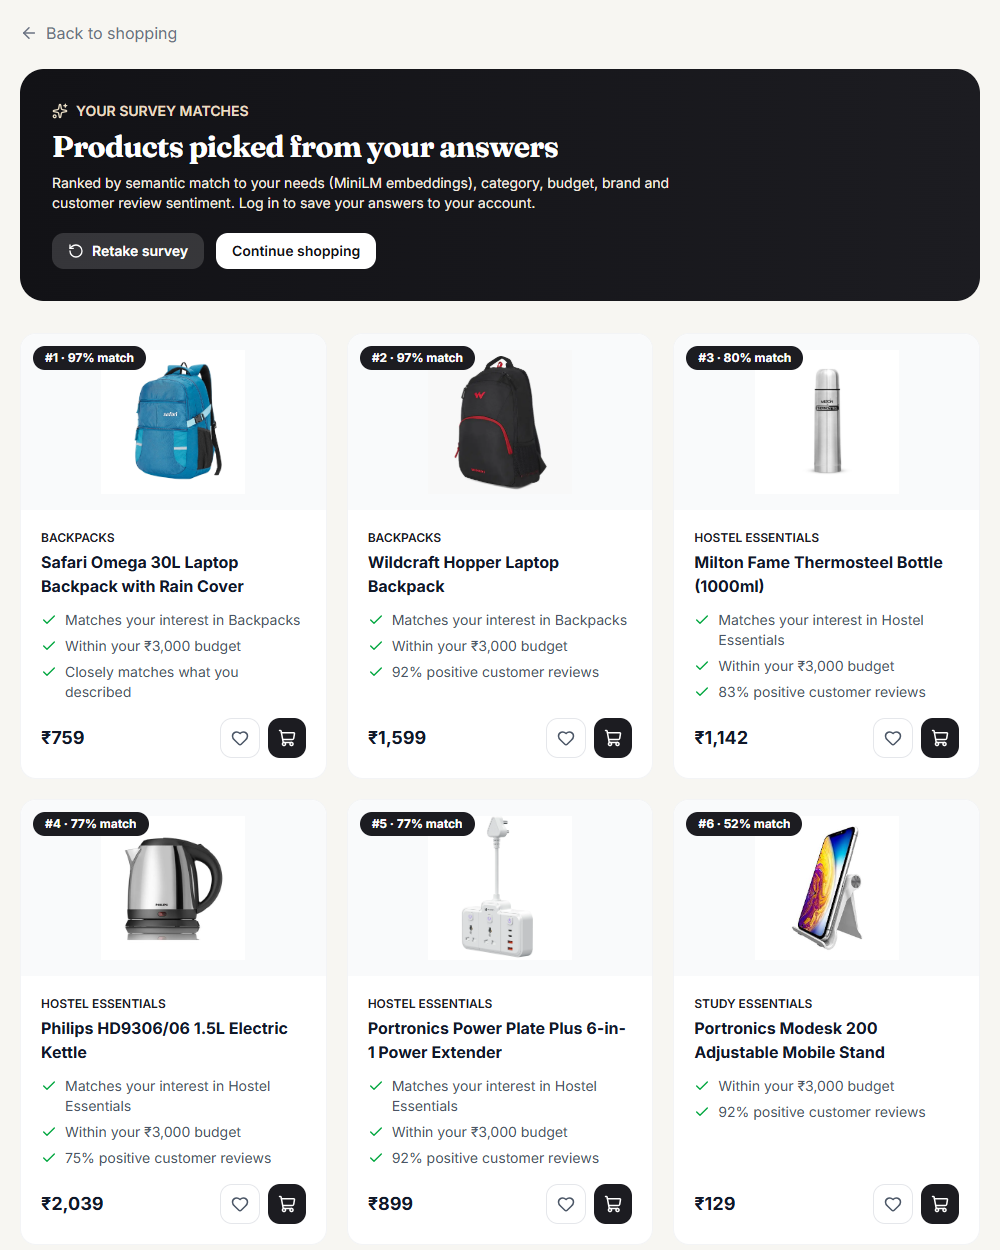 Back to shopping
YOUR SURVEY MATCHES
Products picked from your answers
Ranked by semantic match to your needs (MiniLM embeddings), category, budget, brand and
customer review sentiment. Log in to save your answers to your account.
Retake survey
Continue shopping
#1 · 97% match
safari
BACKPACKS
Safari Omega 30L Laptop
Backpack with Rain Cover
Matches your interest in Backpacks
Within your ₹3,000 budget
Closely matches what you
described
₹759
#2 · 97% match
BACKPACKS
Wildcraft Hopper Laptop
Backpack
Matches your interest in Backpacks
Within your ₹3,000 budget
92% positive customer reviews
₹1,599
#3 · 80% match
MILTON
HOSTEL ESSENTIALS
Milton Fame Thermosteel Bottle
(1000ml)
Matches your interest in Hostel
Essentials
Within your ₹3,000 budget
83% positive customer reviews
₹1,142
#4 · 77% match
PHILIPS
HOSTEL ESSENTIALS
Philips HD9306/06 1.5L Electric
Kettle
Matches your interest in Hostel
Essentials
Within your ₹3,000 budget
75% positive customer reviews
₹2,039
#5 · 77% match
HOSTEL ESSENTIALS
Portronics Power Plate Plus 6-in-
1 Power Extender
Matches your interest in Hostel
Essentials
Within your ₹3,000 budget
92% positive customer reviews
₹899
#6 · 52% match
STUDY ESSENTIALS
Portronics Modesk 200
Adjustable Mobile Stand
Within your ₹3,000 budget
92% positive customer reviews
₹129